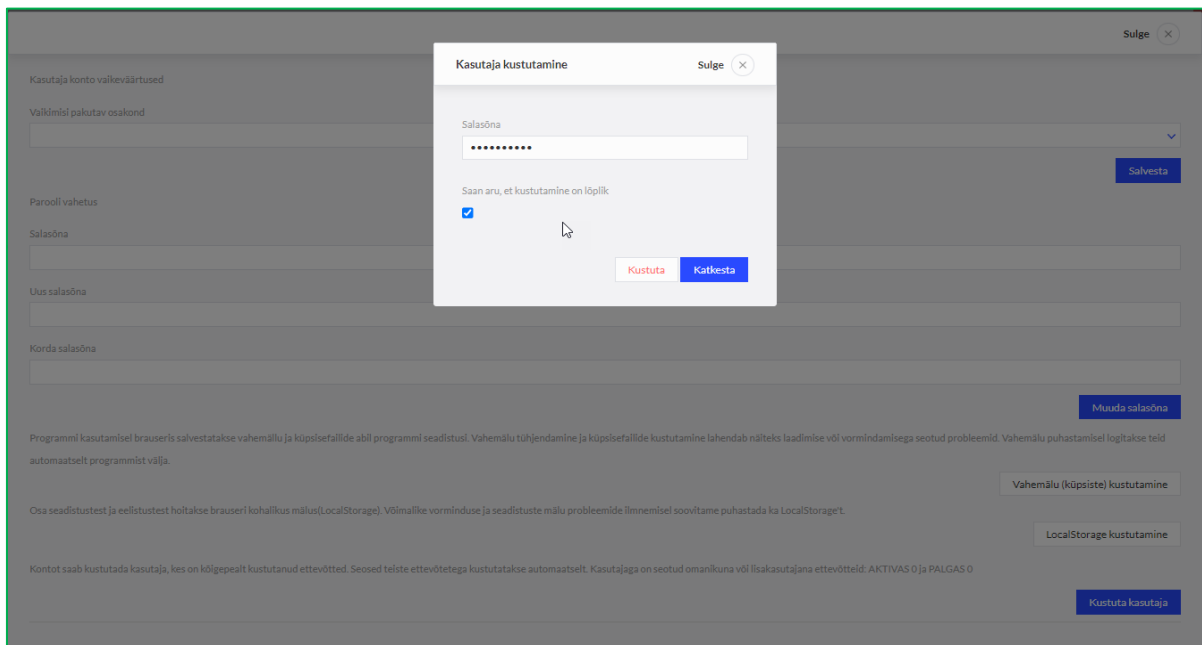 Sulge
Kasutaja kustutamine
Sulge
Kasutaja konto vaikeväärtused
Vaikimisi pakutav osakond
Salasõna
••••••••••
Salvesta
Saan aru, et kustutamine on lõplik
Parooli vahetus
Salasõna
Kustuta
Katkesta
Uus salasõna
Korda salasõna
Muuda salasõna
Programmi kasutamisel brauseris salvestatakse vahemällu ja küpsisefailide abil programmi seadistusi. Vahemälu tühjendamine ja küpsisefailide kustutamine lahendab näiteks laadimise või vormindamisega seotud probleemid. Vahemälu puhastamisel logitakse teid
automaatselt programmist välja.
Vahemälu (küpsiste) kustutamine
Osa seadistustest ja eelistustest hoitakse brauseri kohalikus mälus(LocalStorage). Võimalike vorminduse ja seadistuste mälu probleemide ilmnemisel soovitame puhastada ka LocalStorage't.
LocalStorage kustutamine
Kontot saab kustutada kasutaja, kes on kõigepealt kustutanud ettevõtted. Seosed teiste ettevõtetega kustutatakse automaatselt. Kasutajaga on seotud omanikuna või lisakasutajana ettevõtteid: AKTIVAS 0 ja PALGAS 0
Kustuta kasutaja